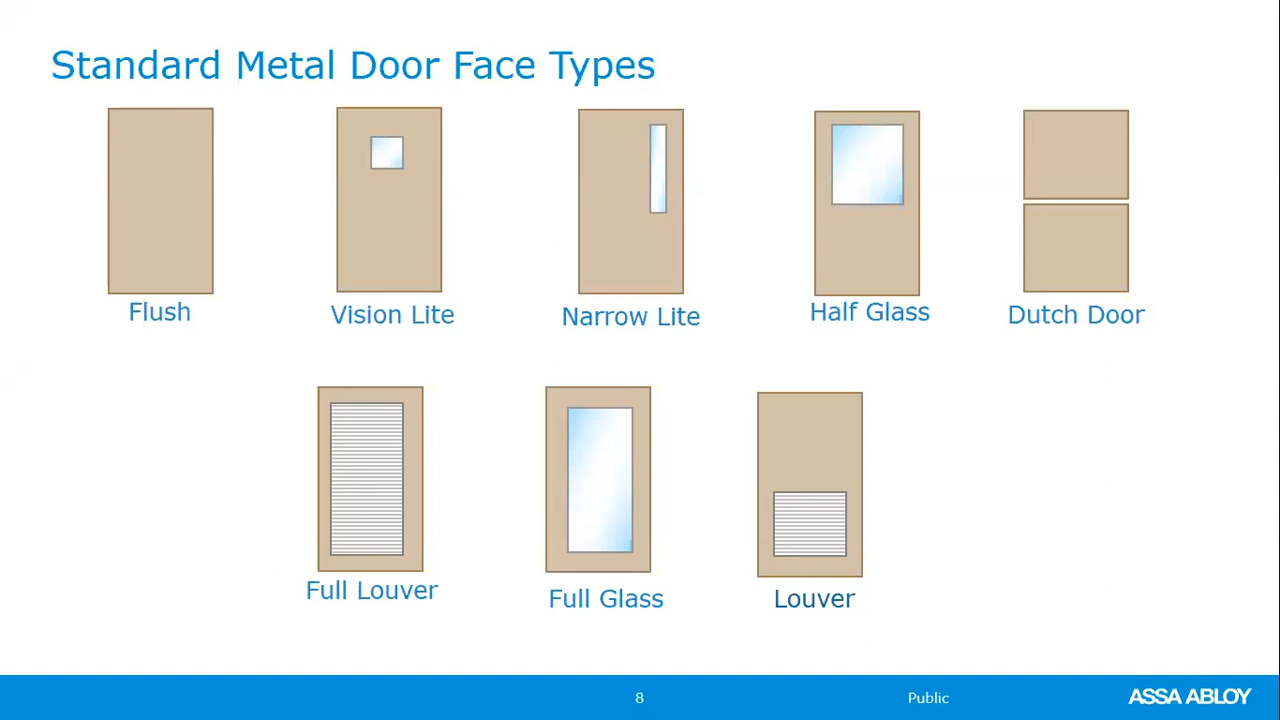 Standard Metal Door Face Types
Flush
Vision Lite
Narrow Lite
Half Glass
Dutch Door
Full Louver
Full Glass
Louver
8
Public
ASSA ABLOY